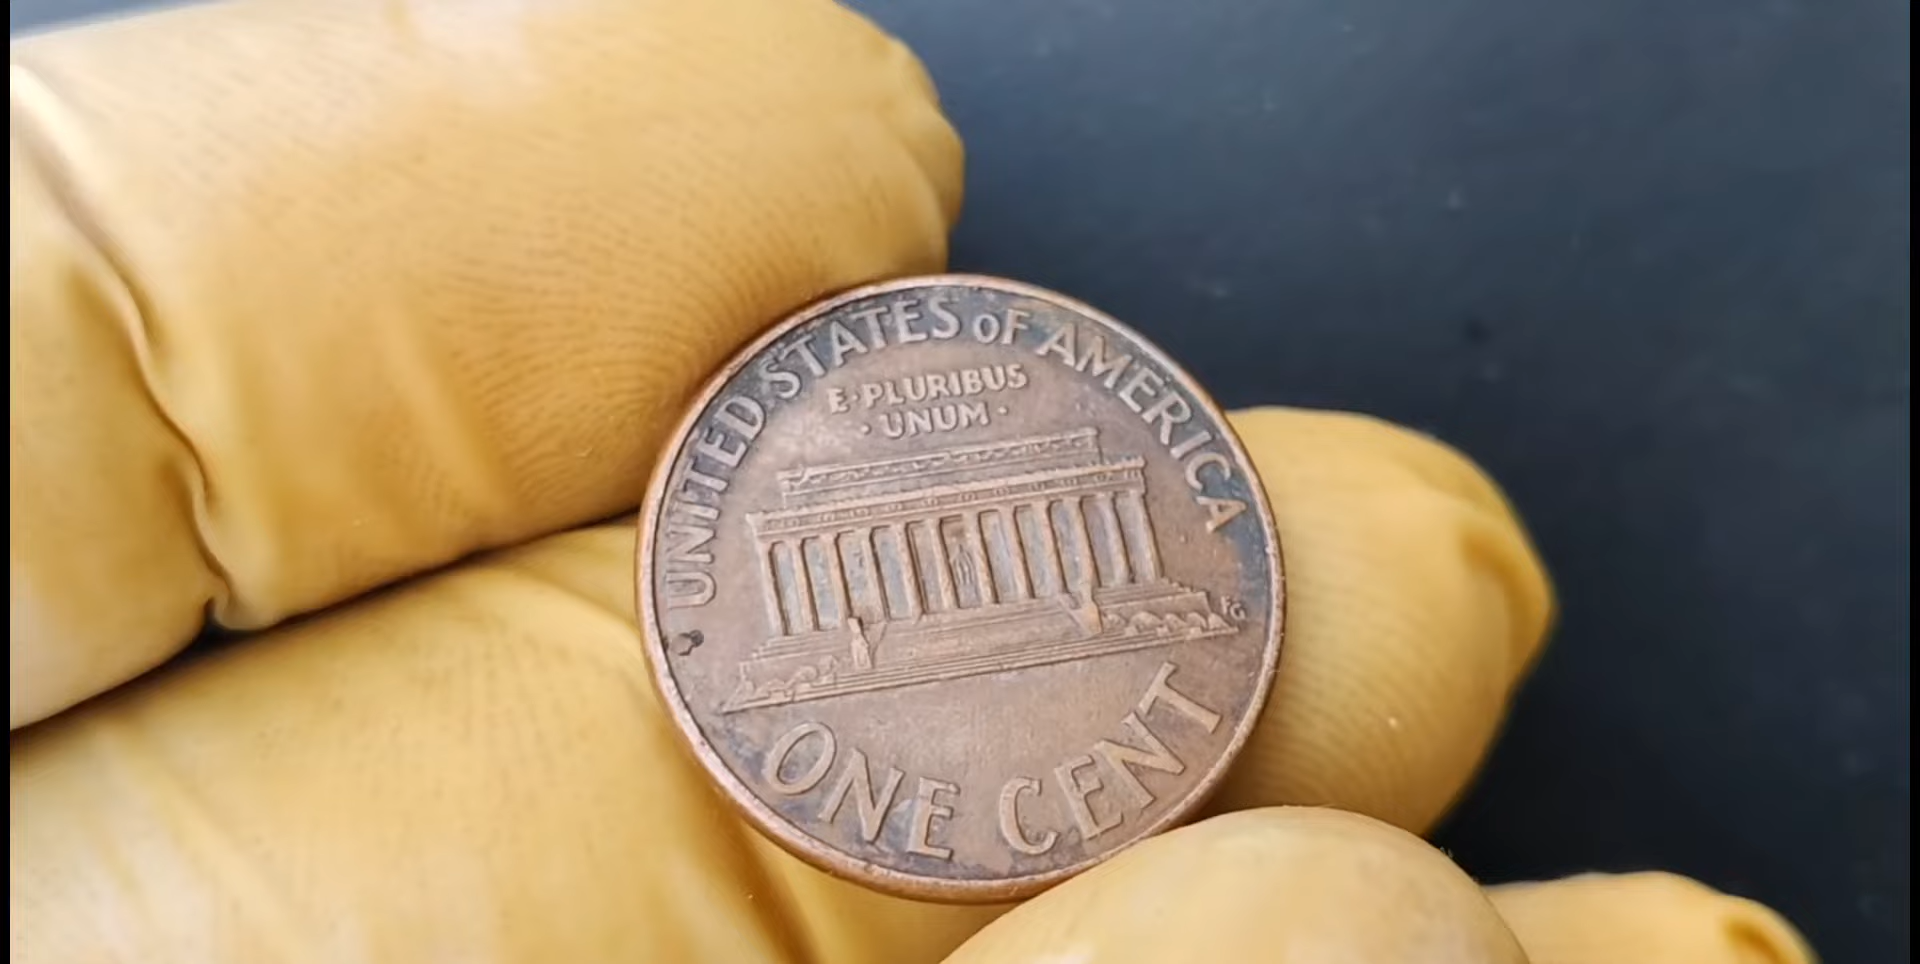 UNITED STATES OF AMERICA
E·PLURIBUS
·UNUM·
FG
ONE CENT